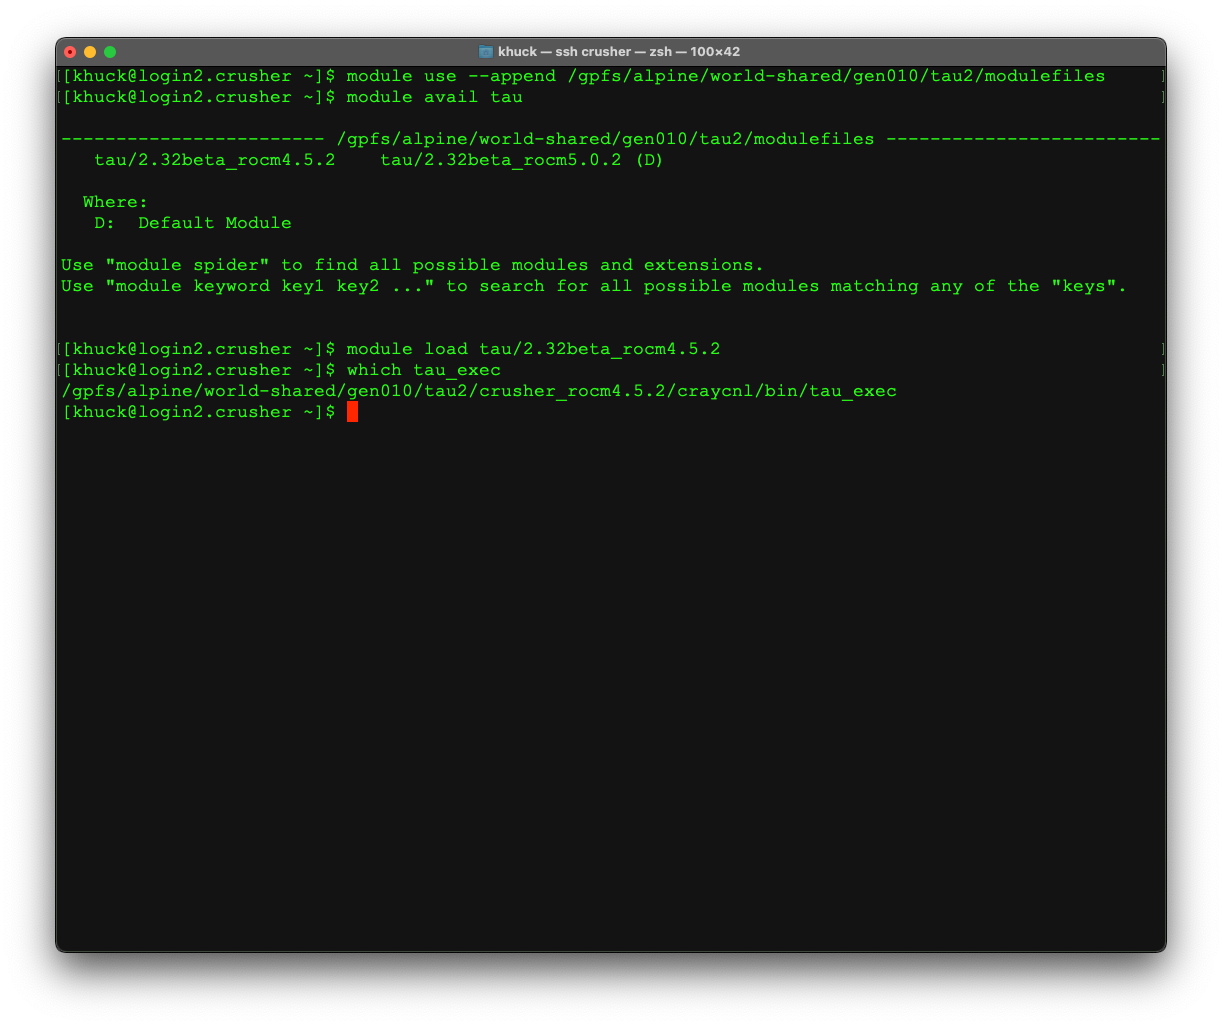 khuck — ssh crusher — zsh — 100×42
[[khuck@login2.crusher ~]$ module use --append /gpfs/alpine/world-shared/gen010/tau2/modulefiles ]
[[khuck@login2.crusher ~]$ module avail tau ]
------------------------ /gpfs/alpine/world-shared/gen010/tau2/modulefiles -------------------------
tau/2.32beta_rocm4.5.2    tau/2.32beta_rocm5.0.2 (D)
Where:
D:  Default Module
Use "module spider" to find all possible modules and extensions.
Use "module keyword key1 key2 ..." to search for all possible modules matching any of the "keys".
[[khuck@login2.crusher ~]$ module load tau/2.32beta_rocm4.5.2 ]
[[khuck@login2.crusher ~]$ which tau_exec ]
/gpfs/alpine/world-shared/gen010/tau2/crusher_rocm4.5.2/craycnl/bin/tau_exec
[khuck@login2.crusher ~]$